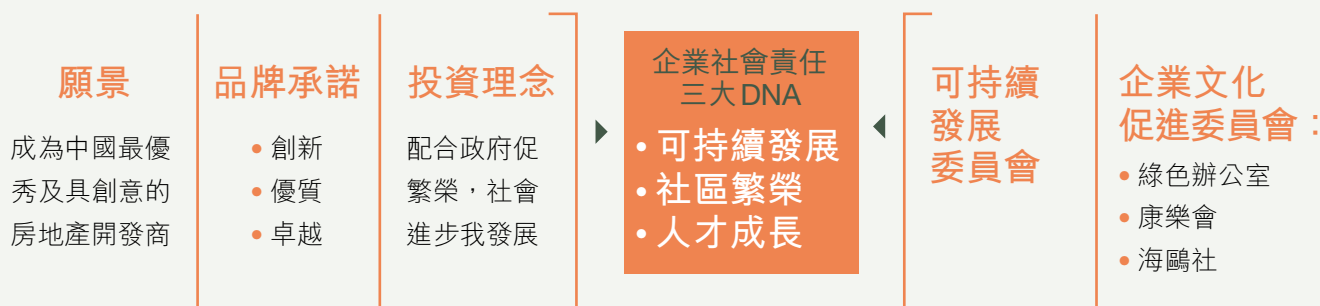 願景
成為中國最優
秀及具創意的
房地產開發商
品牌承諾
• 創新
• 優質
• 卓越
投資理念
配合政府促
繁榮，社會
進步我發展
企業社會責任
三大DNA
• 可持續發展
• 社區繁榮
• 人才成長
可持續
發展
委員會
企業文化
促進委員會：
• 綠色辦公室
• 康樂會
• 海鷗社